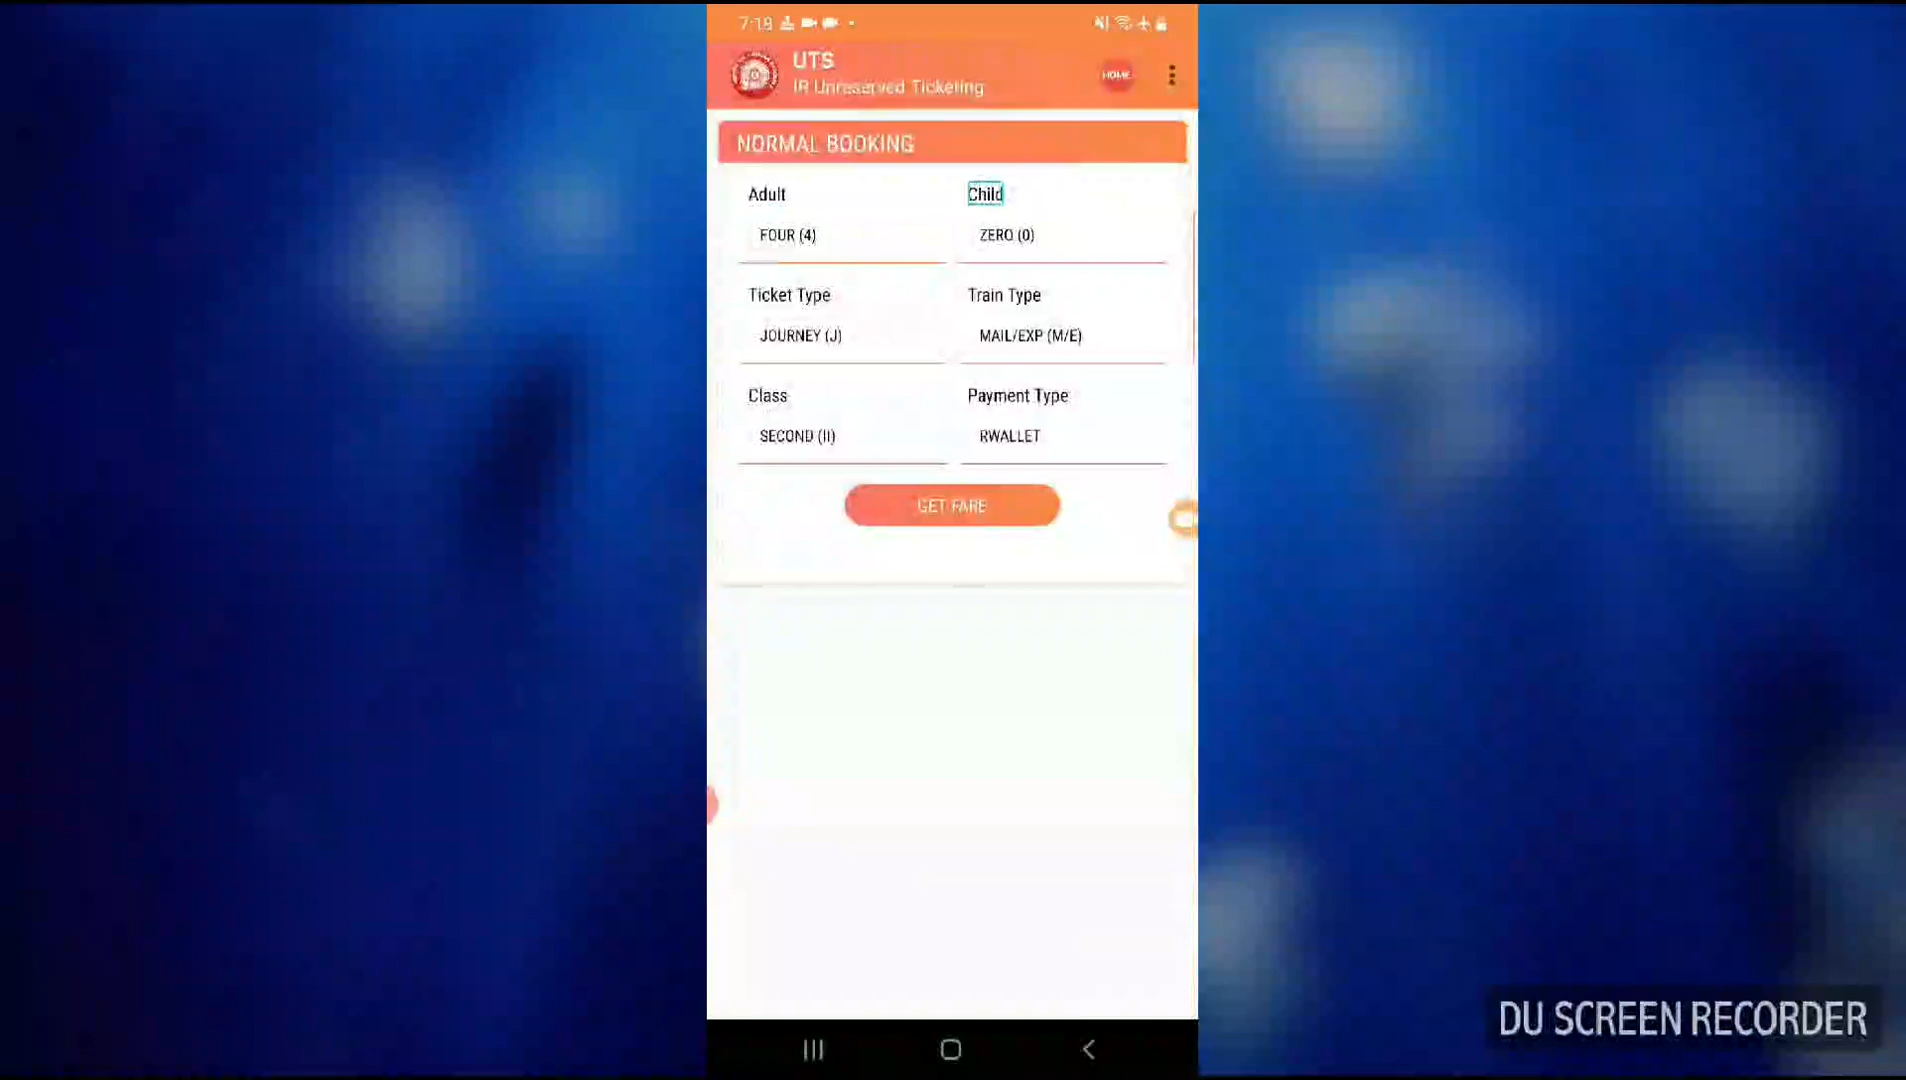 7:18
UTS
IR Unreserved Ticketing
HOME
NORMAL BOOKING
Adult Child
FOUR (4) ZERO (0)
Ticket Type Train Type
JOURNEY (J) MAIL/EXP (M/E)
Class Payment Type
SECOND (II) RWALLET
GET FARE
DU SCREEN RECORDER